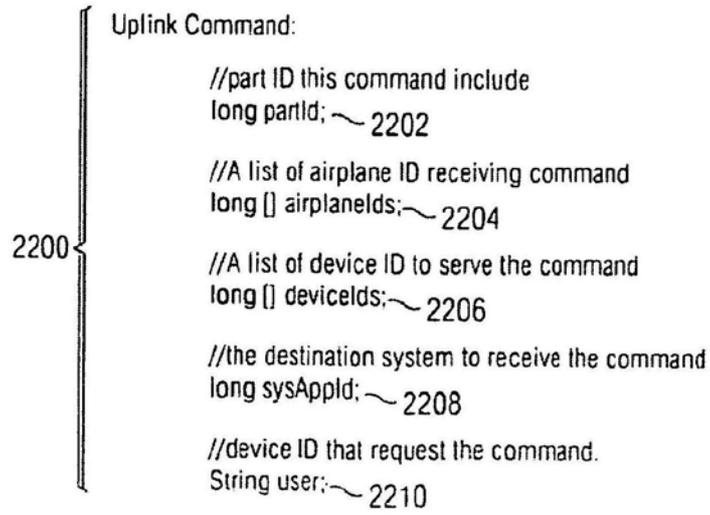 Uplink Command:
//part ID this command include
long partId; 2202
//A list of airplane ID receiving command
long [] airplaneIds; 2204
2200
//A list of device ID to serve the command
long [] deviceIds; 2206
//the destination system to receive the command
long sysAppId; 2208
//device ID that request the command.
String user; 2210